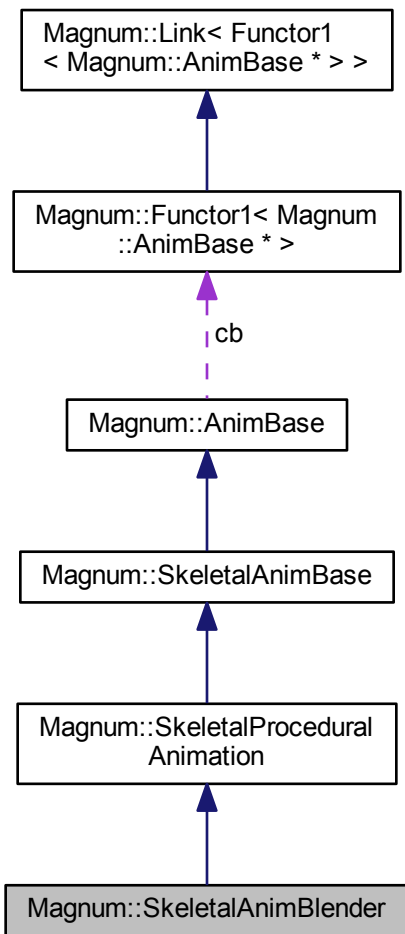 Magnum::Link< Functor1
< Magnum::AnimBase * > >
Magnum::Functor1< Magnum
::AnimBase * >
cb
Magnum::AnimBase
Magnum::SkeletalAnimBase
Magnum::SkeletalProcedural
Animation
Magnum::SkeletalAnimBlender